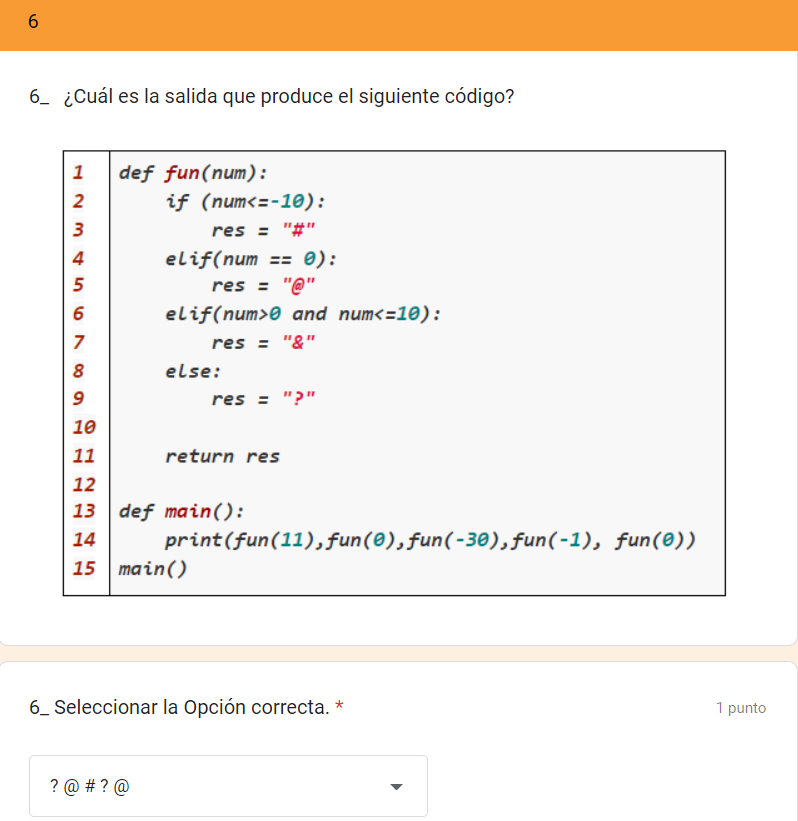 6
6_ ¿Cuál es la salida que produce el siguiente código?
1 def fun(num):
2     if (num<=-10):
3         res = "#"
4     elif(num == 0):
5         res = "@"
6     elif(num>0 and num<=10):
7         res = "&"
8     else:
9         res = "?"
10
11     return res
12
13 def main():
14     print(fun(11),fun(0),fun(-30),fun(-1), fun(0))
15 main()
6_ Seleccionar la Opción correcta. *
1 punto
? @ # ? @